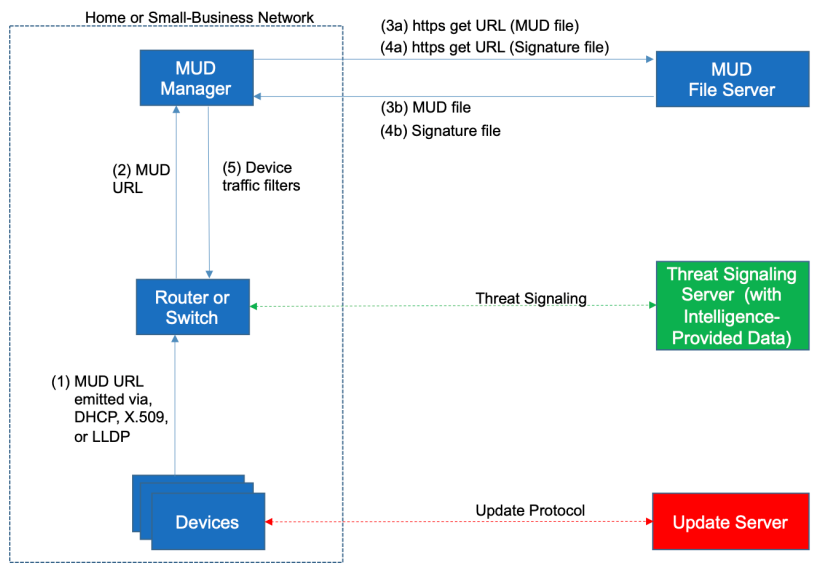 Home or Small-Business Network
(3a) https get URL (MUD file)
(4a) https get URL (Signature file)
MUD
Manager
MUD
File Server
(3b) MUD file
(4b) Signature file
(2) MUD
URL
(5) Device
traffic filters
Router or
Switch
Threat Signaling
Threat Signaling
Server (with
Intelligence-
Provided Data)
(1) MUD URL
emitted via,
DHCP, X.509,
or LLDP
Devices
Update Protocol
Update Server